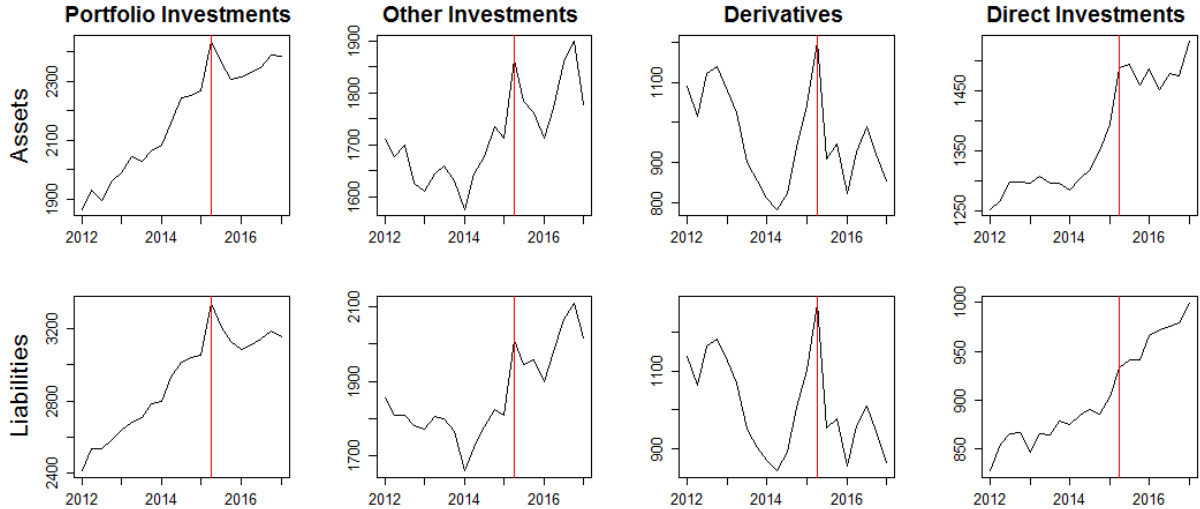 Portfolio Investments
Other Investments
Derivatives
Direct Investments
Assets
1900 2100 2300
2012 2014 2016
1600 1700 1800 1900
2012 2014 2016
800 900 1100
2012 2014 2016
1250 1350 1450
2012 2014 2016
Liabilities
2400 2800 3200
2012 2014 2016
1700 1900 2100
2012 2014 2016
900 1100
2012 2014 2016
850 900 950 1000
2012 2014 2016